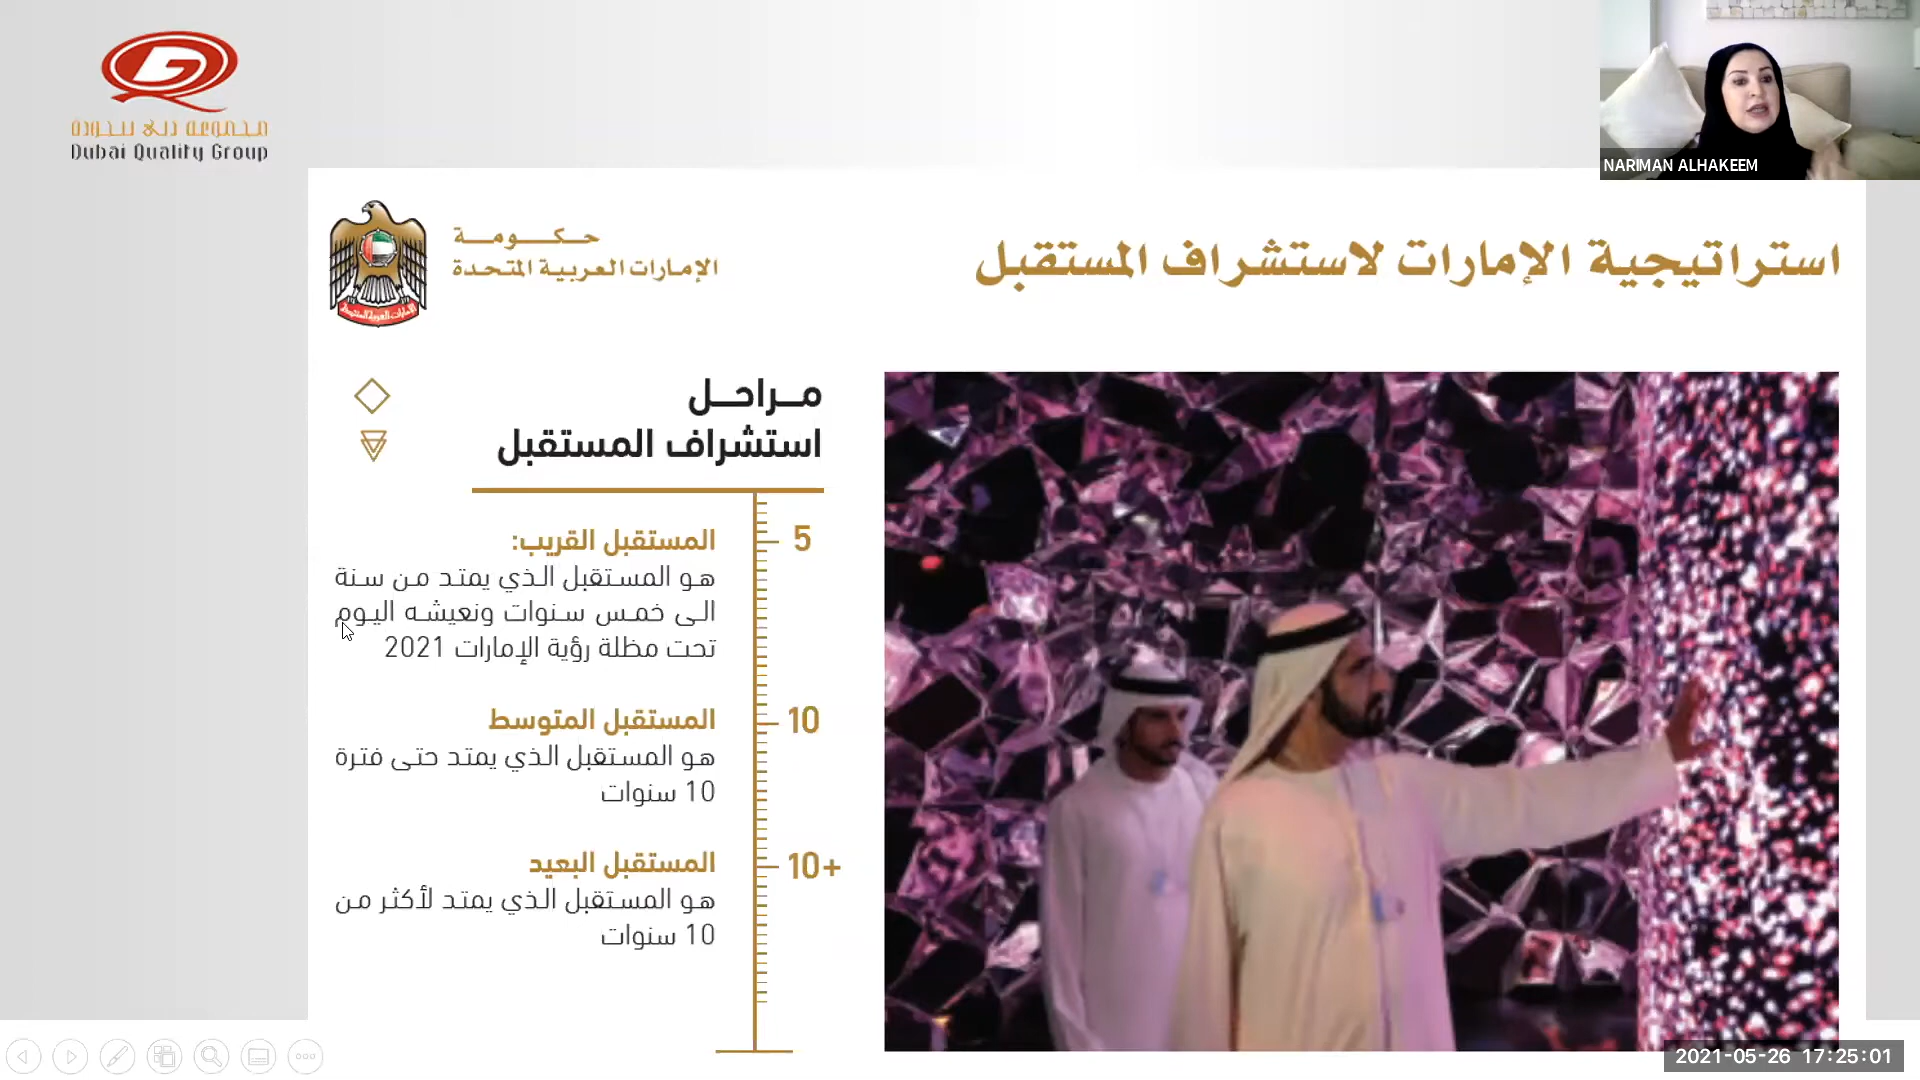 مجموعة دبي للجودة
Dubai Quality Group
NARIMAN ALHAKEEM
حكومة
الإمارات العربية المتحدة
استراتيجية الإمارات لاستشراف المستقبل
مراحل
استشراف المستقبل
5
المستقبل القريب:
هو المستقبل الذي يمتد من سنة
الى خمس سنوات ونعيشه اليوم
تحت مظلة رؤية الإمارات 2021
10
المستقبل المتوسط
هو المستقبل الذي يمتد حتى فترة
10 سنوات
10+
المستقبل البعيد
هو المستقبل الذي يمتد لأكثر من
10 سنوات
2021-05-26 17:25:01